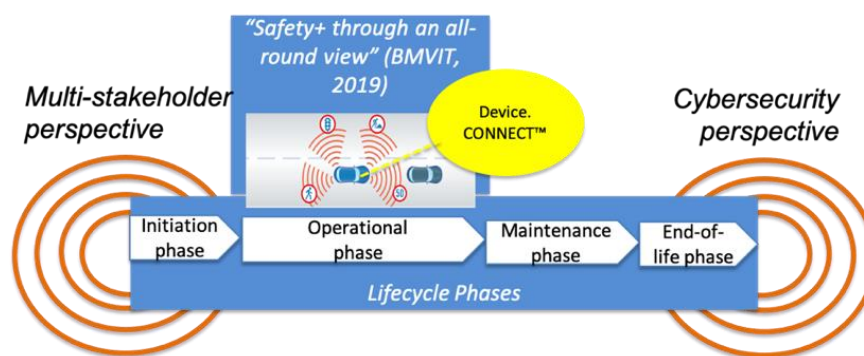 “Safety+ through an all-
round view” (BMVIT,
2019)
Multi-stakeholder
perspective
Device.
CONNECT™
Cybersecurity
perspective
50
Initiation
phase
Operational
phase
Maintenance
phase
End-of-
life phase
Lifecycle Phases